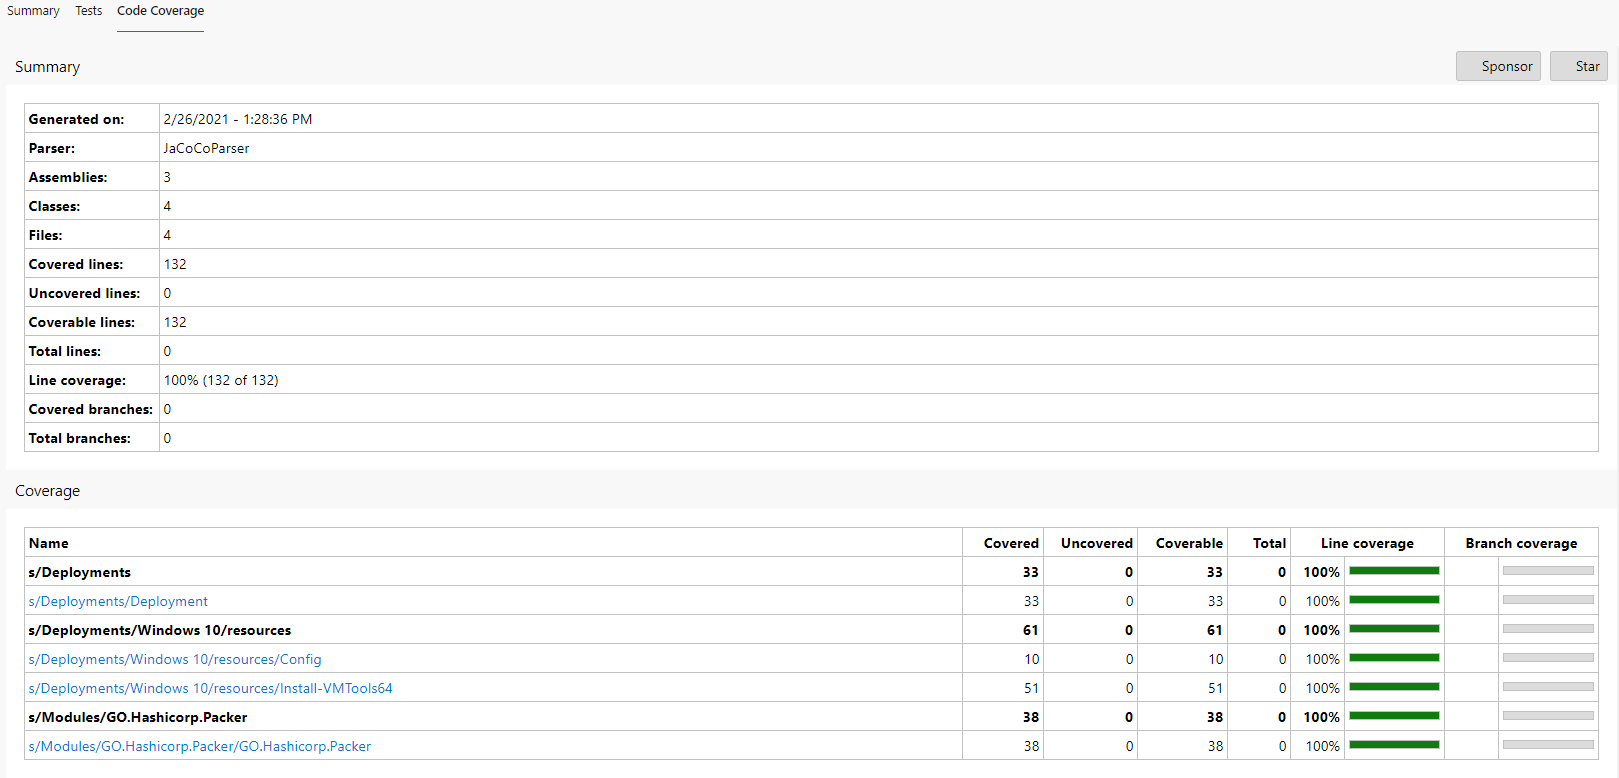 Summary Tests Code Coverage
Summary Sponsor Star
Generated on: 2/26/2021 - 1:28:36 PM
Parser: JaCoCoParser
Assemblies: 3
Classes: 4
Files: 4
Covered lines: 132
Uncovered lines: 0
Coverable lines: 132
Total lines: 0
Line coverage: 100% (132 of 132)
Covered branches: 0
Total branches: 0
Coverage
Name Covered Uncovered Coverable Total Line coverage Branch coverage
s/Deployments 33 0 33 0 100%
s/Deployments/Deployment 33 0 33 0 100%
s/Deployments/Windows 10/resources 61 0 61 0 100%
s/Deployments/Windows 10/resources/Config 10 0 10 0 100%
s/Deployments/Windows 10/resources/Install-VMTools64 51 0 51 0 100%
s/Modules/GO.Hashicorp.Packer 38 0 38 0 100%
s/Modules/GO.Hashicorp.Packer/GO.Hashicorp.Packer 38 0 38 0 100%